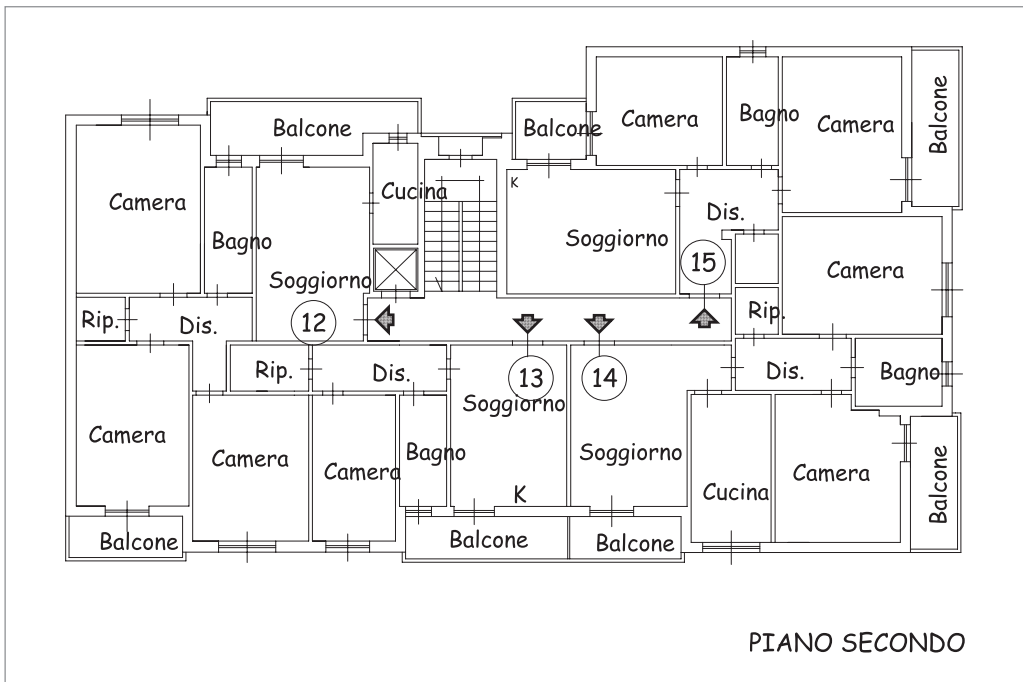 Balcone
Balcone
Camera
Bagno
Camera
Balcone
Camera
Bagno
Cucina
K
Soggiorno
Dis.
Soggiorno
15
Camera
Rip.
Dis.
12
Rip.
Rip.
Dis.
13
14
Dis.
Bagno
Soggiorno
Camera
Camera
Camera
Bagno
Soggiorno
K
Cucina
Camera
Balcone
Balcone
Balcone
Balcone
PIANO SECONDO